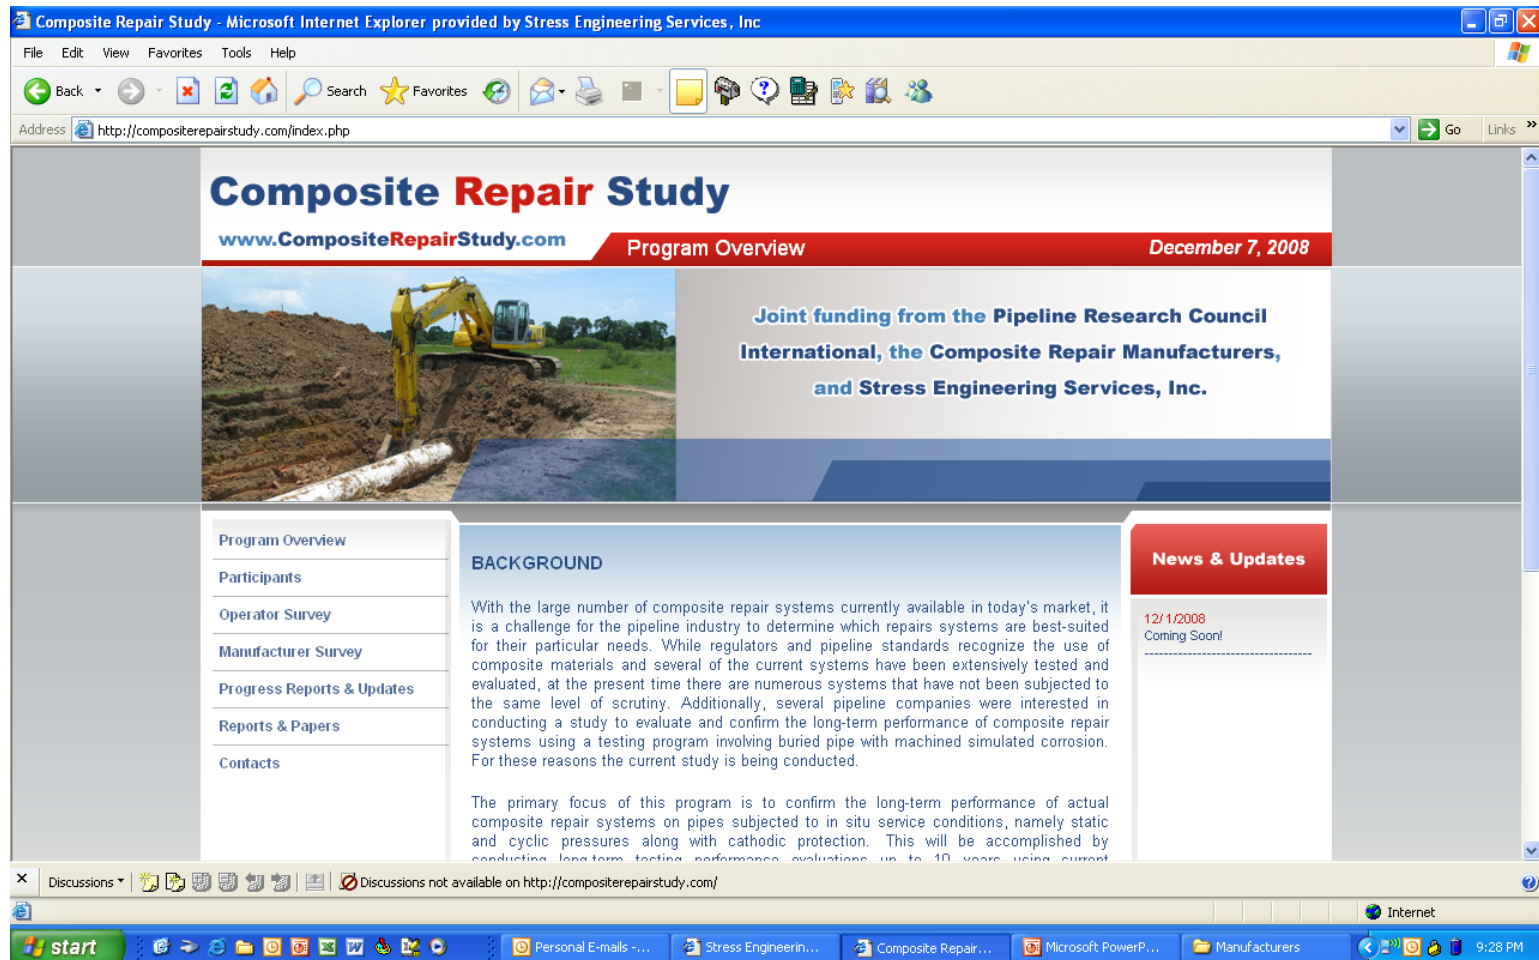 Composite Repair Study - Microsoft Internet Explorer provided by Stress Engineering Services, Inc
File Edit View Favorites Tools Help
Back Search Favorites
Address http://compositerepairstudy.com/index.php Go Links »
Composite Repair Study
www.CompositeRepairStudy.com
Program Overview
December 7, 2008
Joint funding from the Pipeline Research Council
International, the Composite Repair Manufacturers,
and Stress Engineering Services, Inc.
Program Overview
Participants
Operator Survey
Manufacturer Survey
Progress Reports & Updates
Reports & Papers
Contacts
BACKGROUND
With the large number of composite repair systems currently available in today's market, it
is a challenge for the pipeline industry to determine which repairs systems are best-suited
for their particular needs. While regulators and pipeline standards recognize the use of
composite materials and several of the current systems have been extensively tested and
evaluated, at the present time there are numerous systems that have not been subjected to
the same level of scrutiny. Additionally, several pipeline companies were interested in
conducting a study to evaluate and confirm the long-term performance of composite repair
systems using a testing program involving buried pipe with machined simulated corrosion.
For these reasons the current study is being conducted.
The primary focus of this program is to confirm the long-term performance of actual
composite repair systems on pipes subjected to in situ service conditions, namely static
and cyclic pressures along with cathodic protection. This will be accomplished by
conducting long-term testing performance evaluations up to 10 years using current
News & Updates
12/1/2008
Coming Soon!
Discussions Discussions not available on http://compositerepairstudy.com/
Internet
start Personal E-mails -... Stress Engineerin... Composite Repair... Microsoft PowerP... Manufacturers 9:28 PM